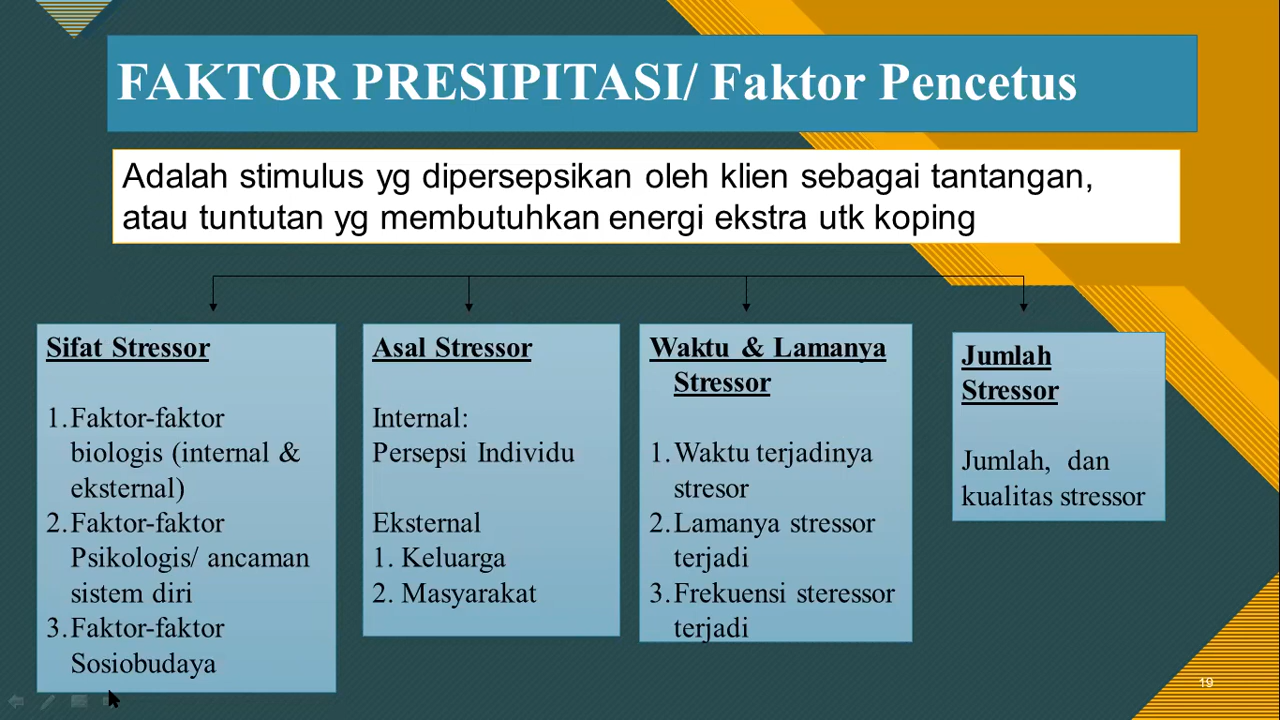 FAKTOR PRESIPITASI/ Faktor Pencetus
Adalah stimulus yg dipersepsikan oleh klien sebagai tantangan,
atau tuntutan yg membutuhkan energi ekstra utk koping
Sifat Stressor
1.Faktor-faktor
biologis (internal &
eksternal)
2.Faktor-faktor
Psikologis/ ancaman
sistem diri
3.Faktor-faktor
Sosiobudaya
Asal Stressor
Internal:
Persepsi Individu
Eksternal
1. Keluarga
2. Masyarakat
Waktu & Lamanya
Stressor
1.Waktu terjadinya
stresor
2.Lamanya stressor
terjadi
3.Frekuensi steressor
terjadi
Jumlah
Stressor
Jumlah, dan
kualitas stressor
19